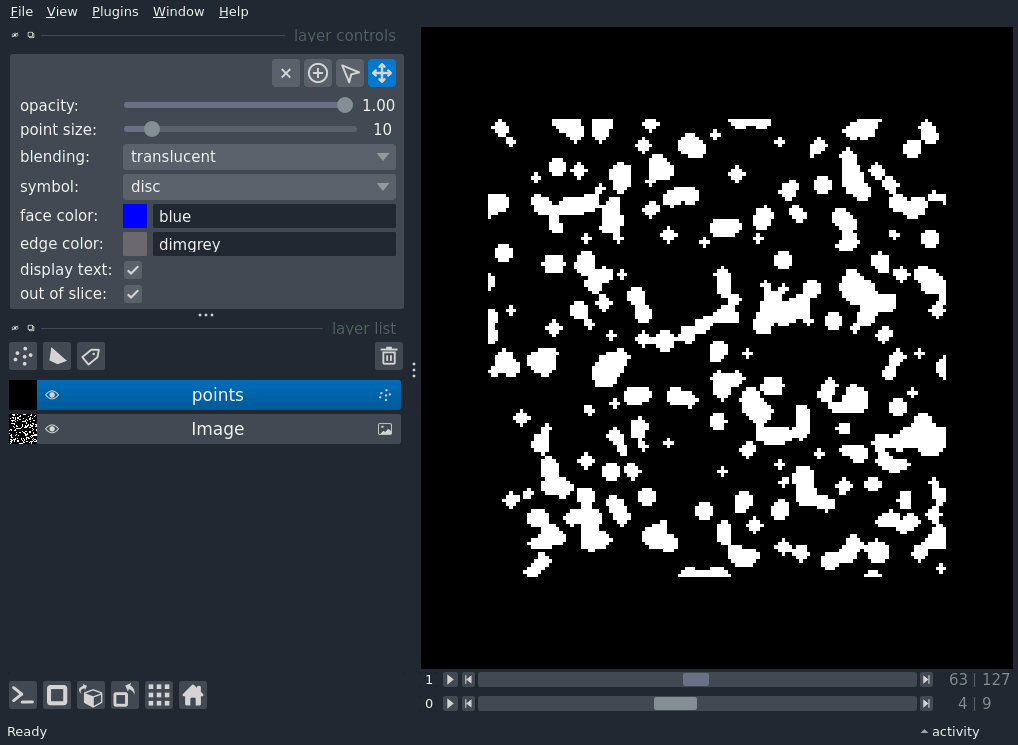 File View Plugins Window Help
layer controls
opacity: 1.00
point size: 10
blending: translucent
symbol: disc
face color: blue
edge color: dimgrey
display text:
out of slice:
layer list
points
Image
1 63 | 127
0 4 | 9
Ready activity